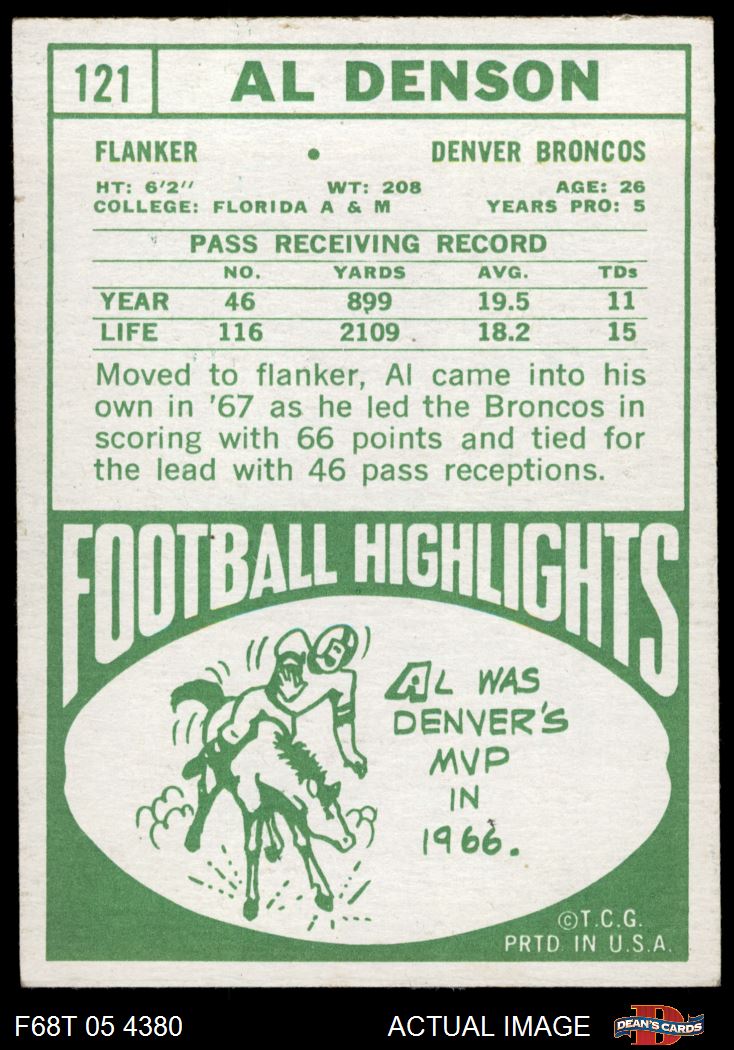 121 AL DENSON
FLANKER • DENVER BRONCOS
HT: 6'2" WT: 208 AGE: 26
COLLEGE: FLORIDA A & M YEARS PRO: 5
PASS RECEIVING RECORD
NO. YARDS AVG. TDs
YEAR 46 899 19.5 11
LIFE 116 2109 18.2 15
Moved to flanker, Al came into his
own in '67 as he led the Broncos in
scoring with 66 points and tied for
the lead with 46 pass receptions.
FOOTBALL HIGHLIGHTS
AL WAS
DENVER'S
MVP
IN
1966.
©T.C.G.
PRTD. IN U.S.A.
F68T 05 4380 ACTUAL IMAGE DEAN'S CARDS